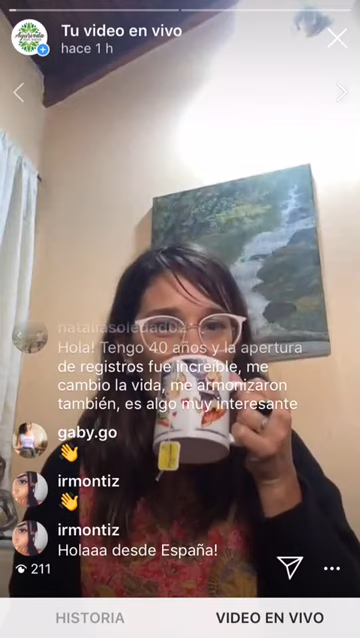 Tu video en vivo
hace 1 h
nataliasoledad02
Hola! Tengo 40 años y la apertura
de registros fue increíble, me
cambio la vida, me armonizaron
también, es algo muy interesante
gaby.go
👋
irmontiz
👋
irmontiz
Holaaa desde España!
211
HISTORIA
VIDEO EN VIVO